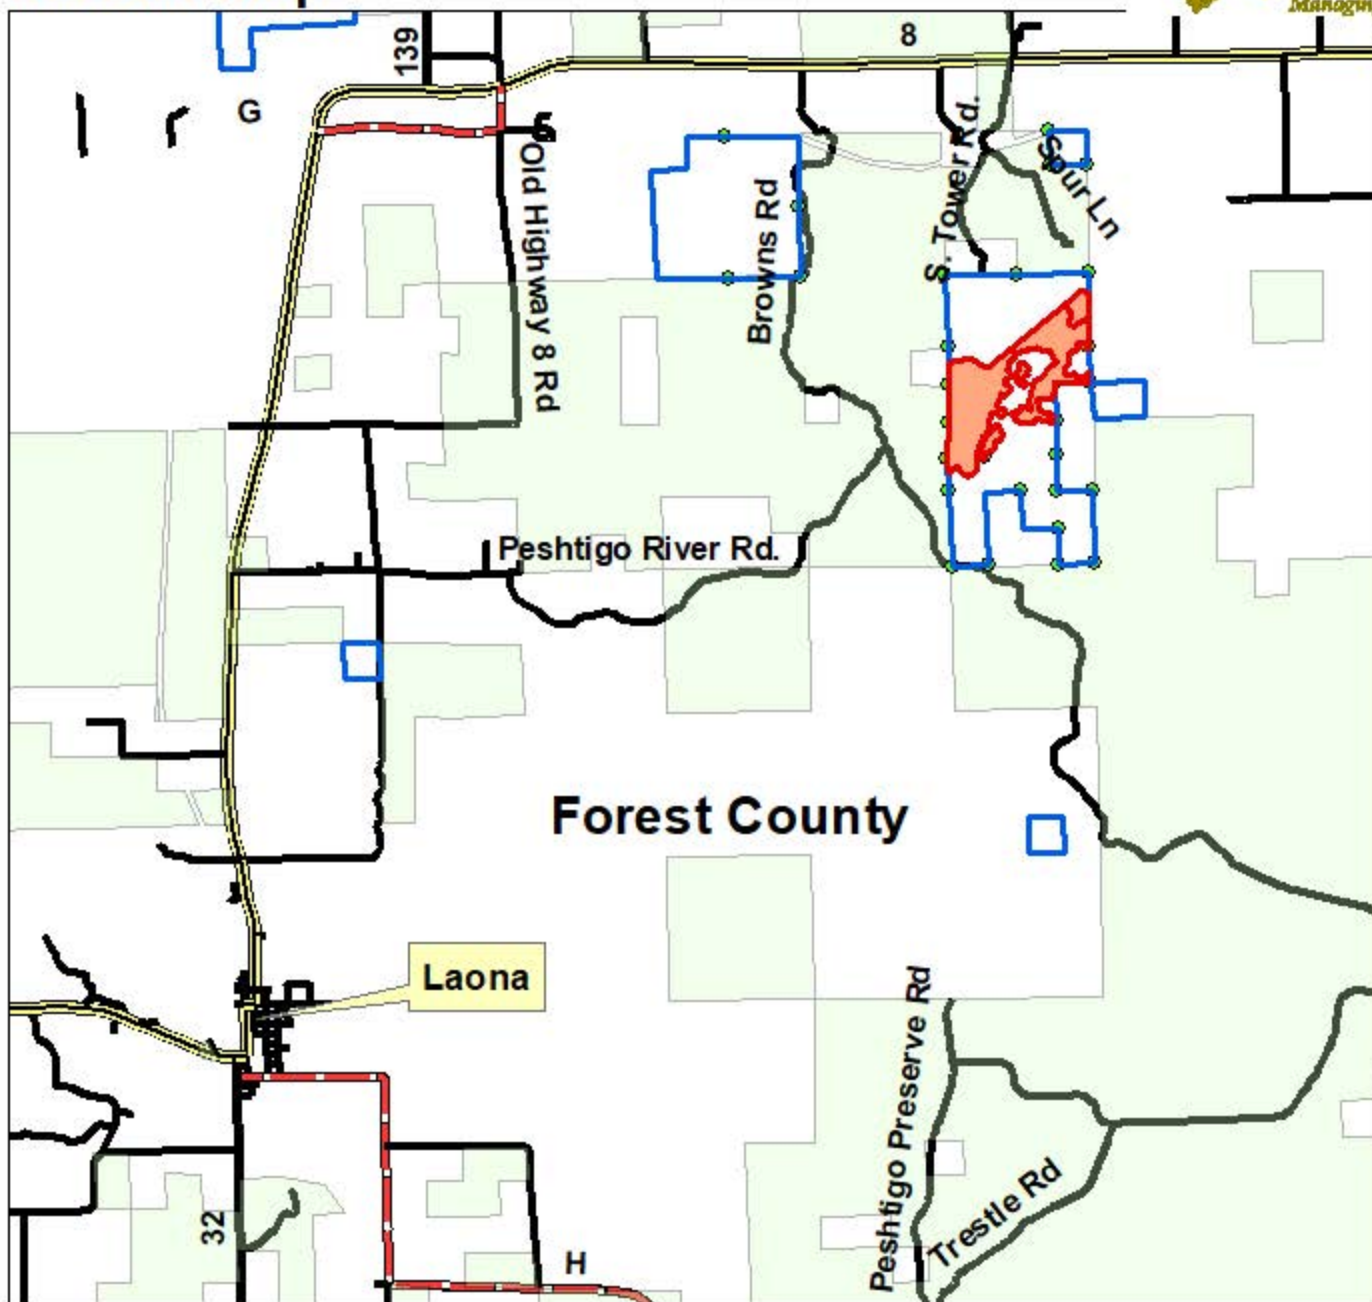 Managin
139
8
G
Old Highway 8 Rd
Browns Rd
S. Tower Rd.
Spur Ln
Peshtigo River Rd.
Forest County
Laona
Peshtigo Preserve Rd
Trestle Rd
32
H